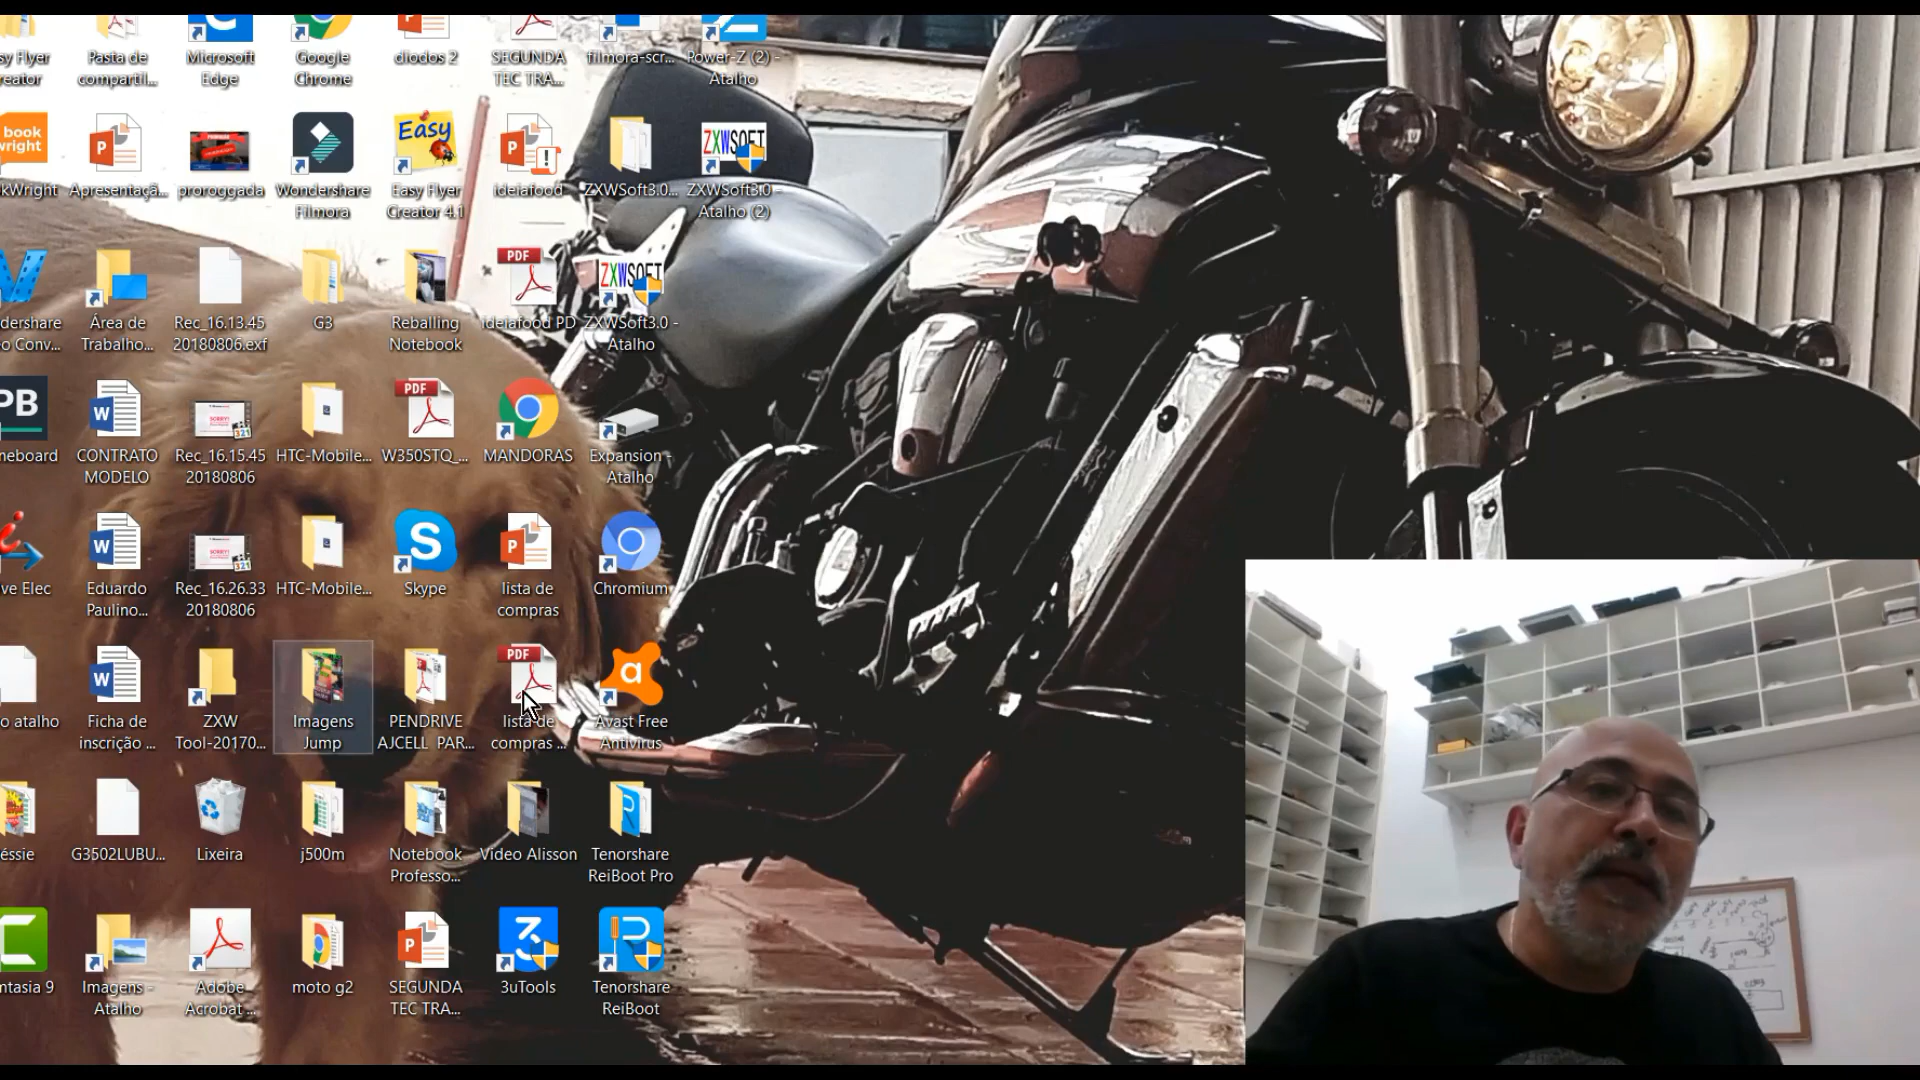 sy Flyer
reator
Pasta de
compartil...
Microsoft
Edge
Google
Chrome
diodos 2
SEGUNDA
TEC TRA...
filmora-scr...
Power-Z (2) -
Atalho
book
wright
kWright
Apresentaçã...
proroggada
Wondershare
Filmora
Easy
Easy Flyer
Creator 4.1
ideiafood
ZXWSoft3.0...
ZXWSOFT
ZXWSoft3.0 -
Atalho (2)
dershare
o Conv...
Área de
Trabalho...
Rec_16.13.45
20180806.exf
G3
Reballing
Notebook
PDF
ideiafood PD
ZXWSOFT
ZXWSoft3.0 -
Atalho
PB
neboard
CONTRATO
MODELO
SORRY!
321
Rec_16.15.45
20180806
HTC-Mobile...
PDF
W350STQ_...
MANDORAS
Expansion -
Atalho
ve Elec
Eduardo
Paulino...
SORRY!
321
Rec_16.26.33
20180806
HTC-Mobile...
Skype
lista de
compras
Chromium
o atalho
Ficha de
inscrição ...
ZXW
Tool-20170...
Imagens
Jump
PENDRIVE
AJCELL PAR...
PDF
lista de
compras ...
Avast Free
Antivirus
éssie
G3502LUBU...
Lixeira
j500m
Notebook
Professo...
Video Alisson
Tenorshare
ReiBoot Pro
ntasia 9
Imagens -
Atalho
Adobe
Acrobat ...
moto g2
SEGUNDA
TEC TRA...
3uTools
Tenorshare
ReiBoot